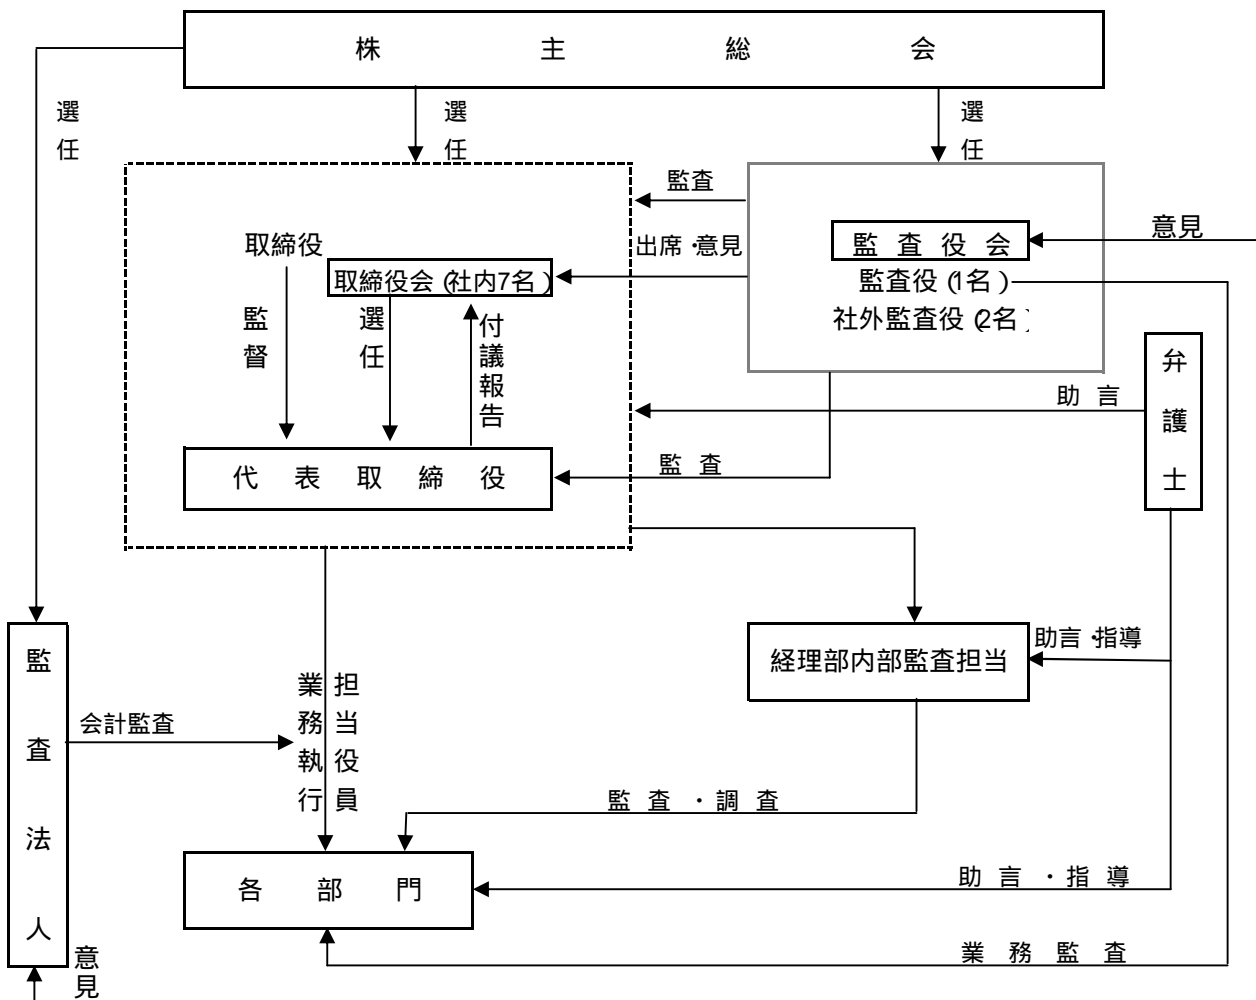 株主総会
選任
選任
選任
監査
出席・意見
意見
取締役
取締役会(社内7名)
監査役会
監査役(1名)
社外監査役(2名)
監督
選任
付議報告
弁護士
助言
代表取締役
監査
監査法人
経理部内部監査担当
助言・指導
会計監査
業務執行
担当役員
監査・調査
各部門
助言・指導
業務監査
意見